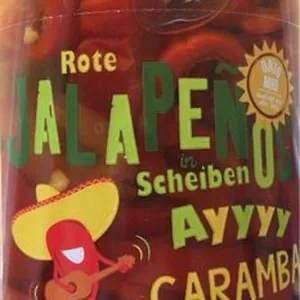 Rote
JALAPEÑOS
in
Scheiben
AYYYY
CARAMBA